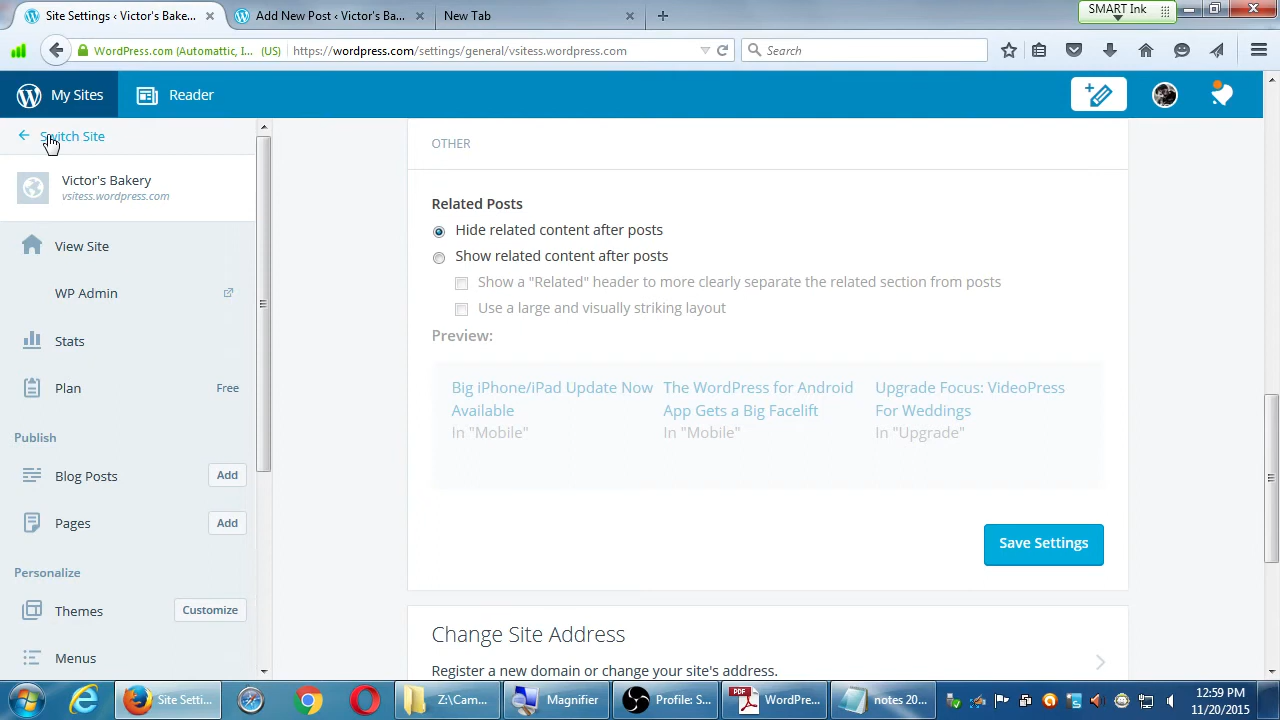 Site Settings ‹ Victor's Bake...
Add New Post ‹ Victor's Ba...
New Tab
SMART Ink
WordPress.com (Automattic, I... (US)
https://wordpress.com/settings/general/vsitess.wordpress.com
Search
My Sites
Reader
Switch Site
Victor's Bakery
vsitess.wordpress.com
View Site
WP Admin
Stats
Plan
Free
Publish
Blog Posts
Add
Pages
Add
Personalize
Themes
Customize
Menus
OTHER
Related Posts
Hide related content after posts
Show related content after posts
Show a "Related" header to more clearly separate the related section from posts
Use a large and visually striking layout
Preview:
Big iPhone/iPad Update Now
Available
In "Mobile"
The WordPress for Android
App Gets a Big Facelift
In "Mobile"
Upgrade Focus: VideoPress
For Weddings
In "Upgrade"
Save Settings
Change Site Address
Register a new domain or change your site's address.
Site Setti...
Z:\Cam...
Magnifier
Profile: S...
PDF
WordPre...
notes 20...
12:59 PM
11/20/2015